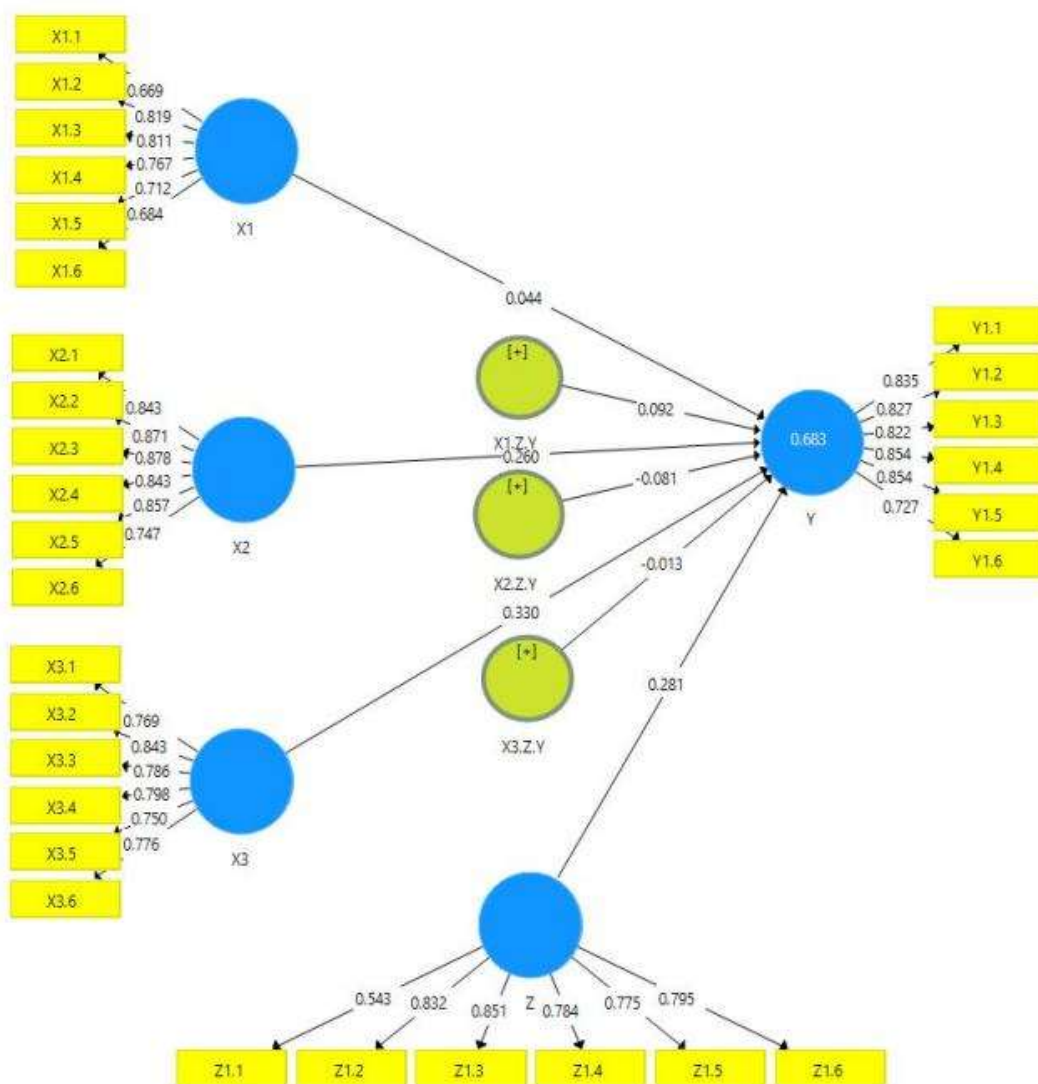 X1.1
X1.2
X1.3
X1.4
X1.5
X1.6
0.669
0.819
0.811
0.767
0.712
0.684
X1
0.044
X2.1
X2.2
X2.3
X2.4
X2.5
X2.6
0.843
0.871
0.878
0.843
0.857
0.747
X2
0.260
[+]
X1.Z.Y
0.092
[+]
X2.Z.Y
-0.081
[+]
X3.Z.Y
-0.013
0.683
Y
0.835
0.827
0.822
0.854
0.854
0.727
Y1.1
Y1.2
Y1.3
Y1.4
Y1.5
Y1.6
X3.1
X3.2
X3.3
X3.4
X3.5
X3.6
0.769
0.843
0.786
0.798
0.750
0.776
X3
0.330
0.281
Z
0.543
0.832
0.851
0.784
0.775
0.795
Z1.1
Z1.2
Z1.3
Z1.4
Z1.5
Z1.6